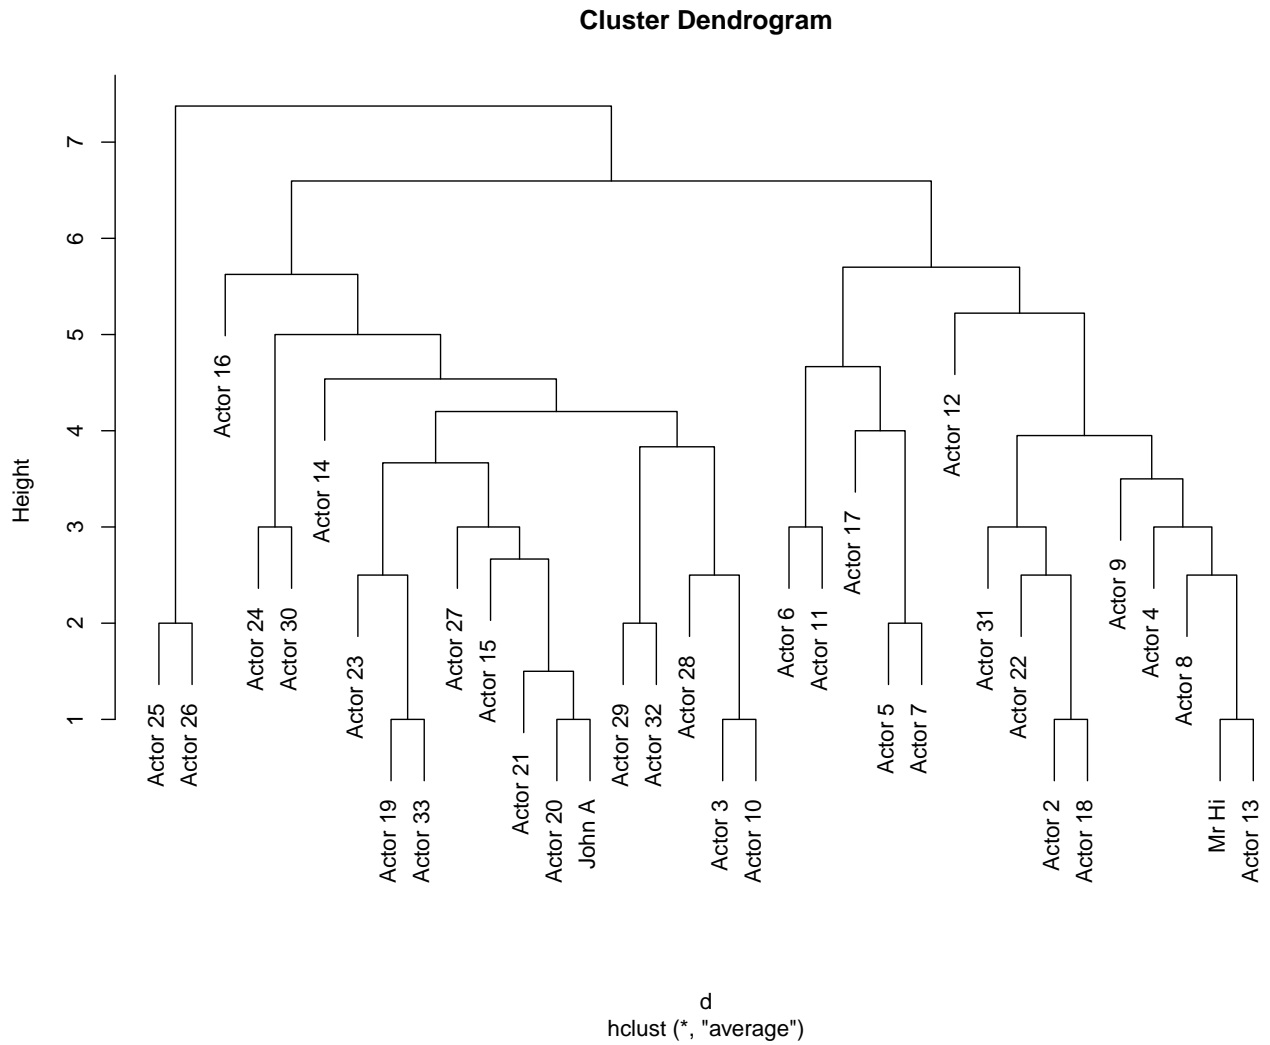 Cluster Dendrogram
Height
7
6
5
4
3
2
1
Actor 25
Actor 26
Actor 16
Actor 24
Actor 30
Actor 14
Actor 23
Actor 19
Actor 33
Actor 27
Actor 15
Actor 21
Actor 20
John A
Actor 29
Actor 32
Actor 28
Actor 3
Actor 10
Actor 6
Actor 11
Actor 17
Actor 5
Actor 7
Actor 12
Actor 31
Actor 22
Actor 2
Actor 18
Actor 9
Actor 4
Actor 8
Mr Hi
Actor 13
d
hclust (*, "average")